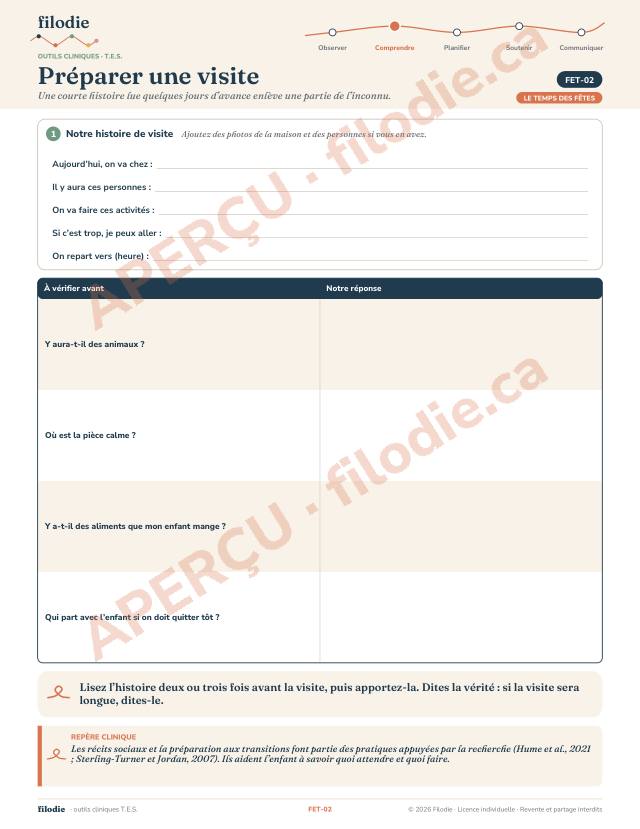 filodie
OUTILS CLINIQUES · T.E.S.
Observer Comprendre Planifier Soutenir Communiquer
Préparer une visite
FET-02
Une courte histoire lue quelques jours d’avance enlève une partie de l’inconnu.
LE TEMPS DES FÊTES
1 Notre histoire de visite Ajoutez des photos de la maison et des personnes si vous en avez.
Aujourd’hui, on va chez :
Il y aura ces personnes :
On va faire ces activités :
Si c’est trop, je peux aller :
On repart vers (heure) :
APERÇU · filodie.ca
À vérifier avant Notre réponse
Y aura-t-il des animaux ?
Où est la pièce calme ?
Y a-t-il des aliments que mon enfant mange ?
Qui part avec l’enfant si on doit quitter tôt ?
APERÇU · filodie.ca
Lisez l’histoire deux ou trois fois avant la visite, puis apportez-la. Dites la vérité : si la visite sera
longue, dites-le.
REPÈRE CLINIQUE
Les récits sociaux et la préparation aux transitions font partie des pratiques appuyées par la recherche (Hume et al., 2021
; Sterling-Turner et Jordan, 2007). Ils aident l’enfant à savoir quoi attendre et quoi faire.
filodie · outils cliniques T.E.S. FET-02 © 2026 Filodie · Licence individuelle · Revente et partage interdits